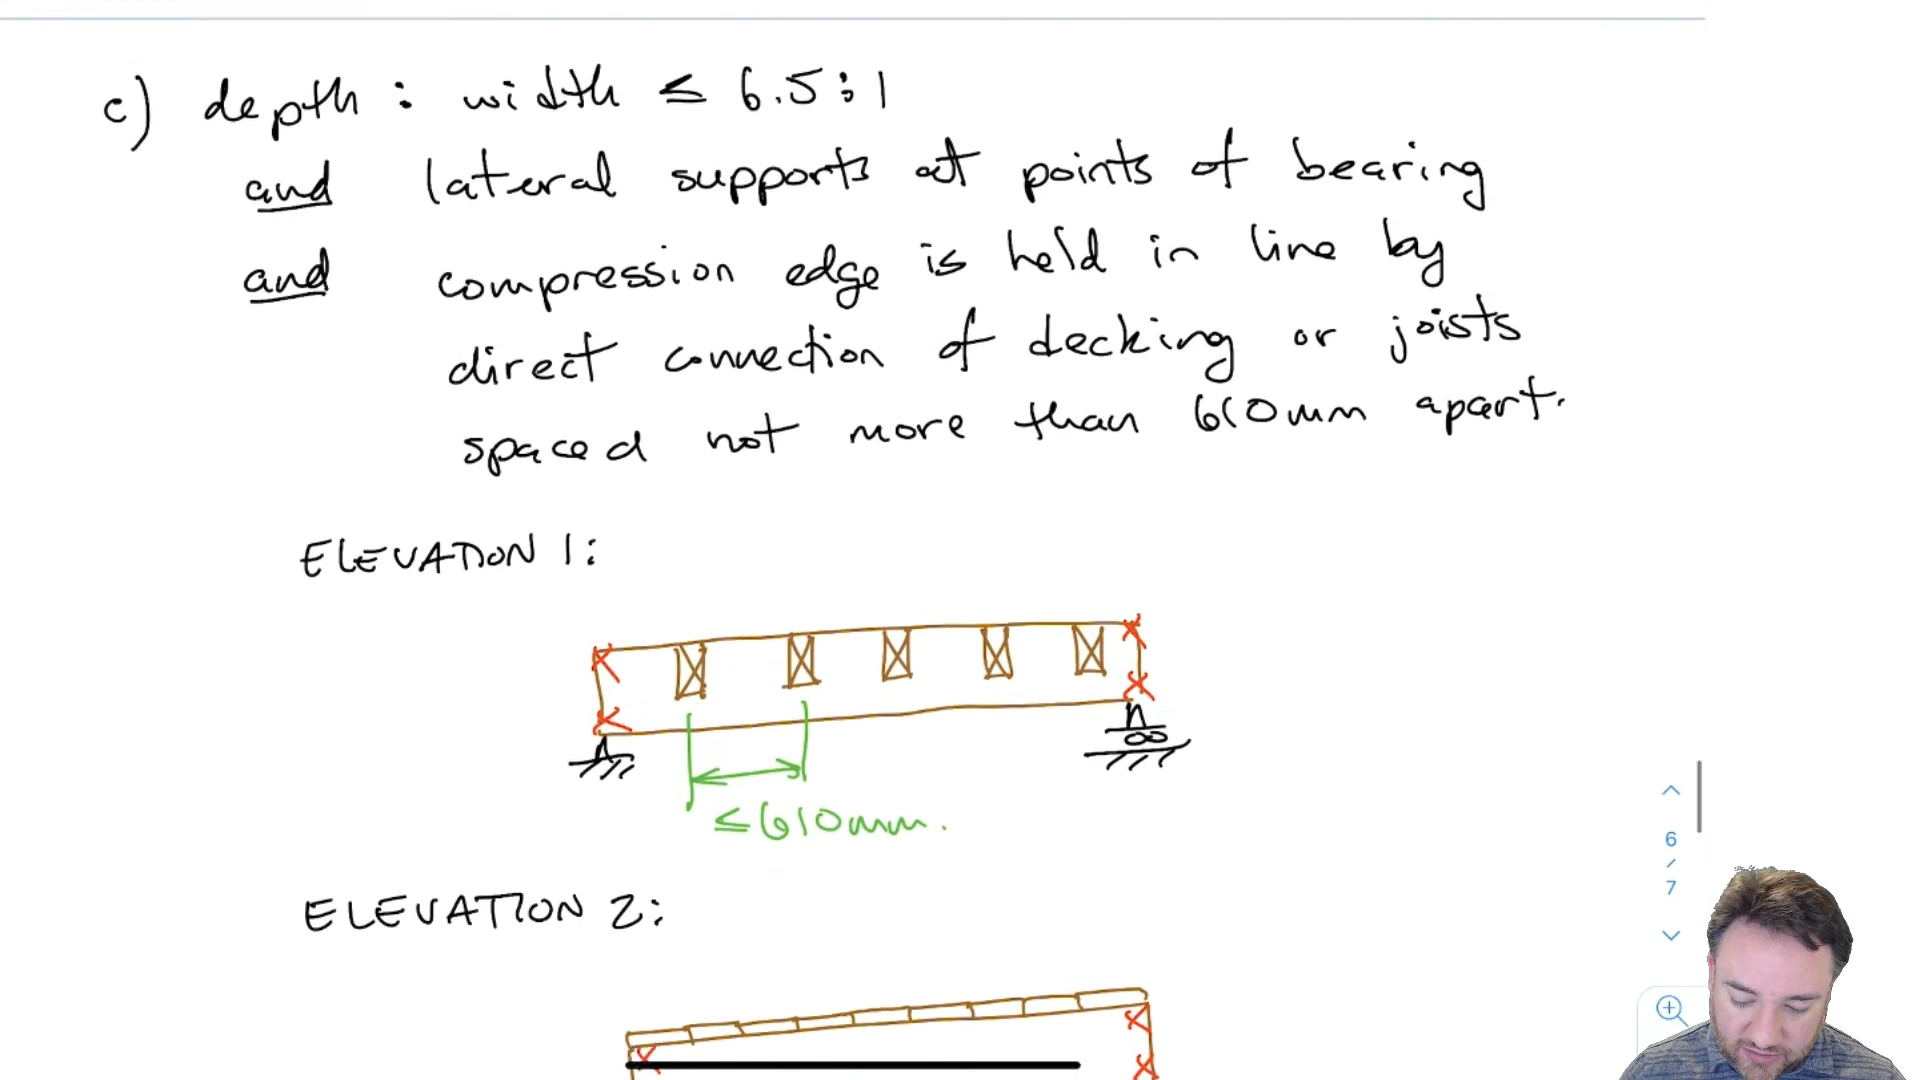 c) depth : width ≤ 6.5:1
and lateral supports at points of bearing
and compression edge is held in line by
direct connection of decking or joists
spaced not more than 610mm apart.
ELEVATION 1:
≤610mm.
6
/
7
ELEVATION 2: